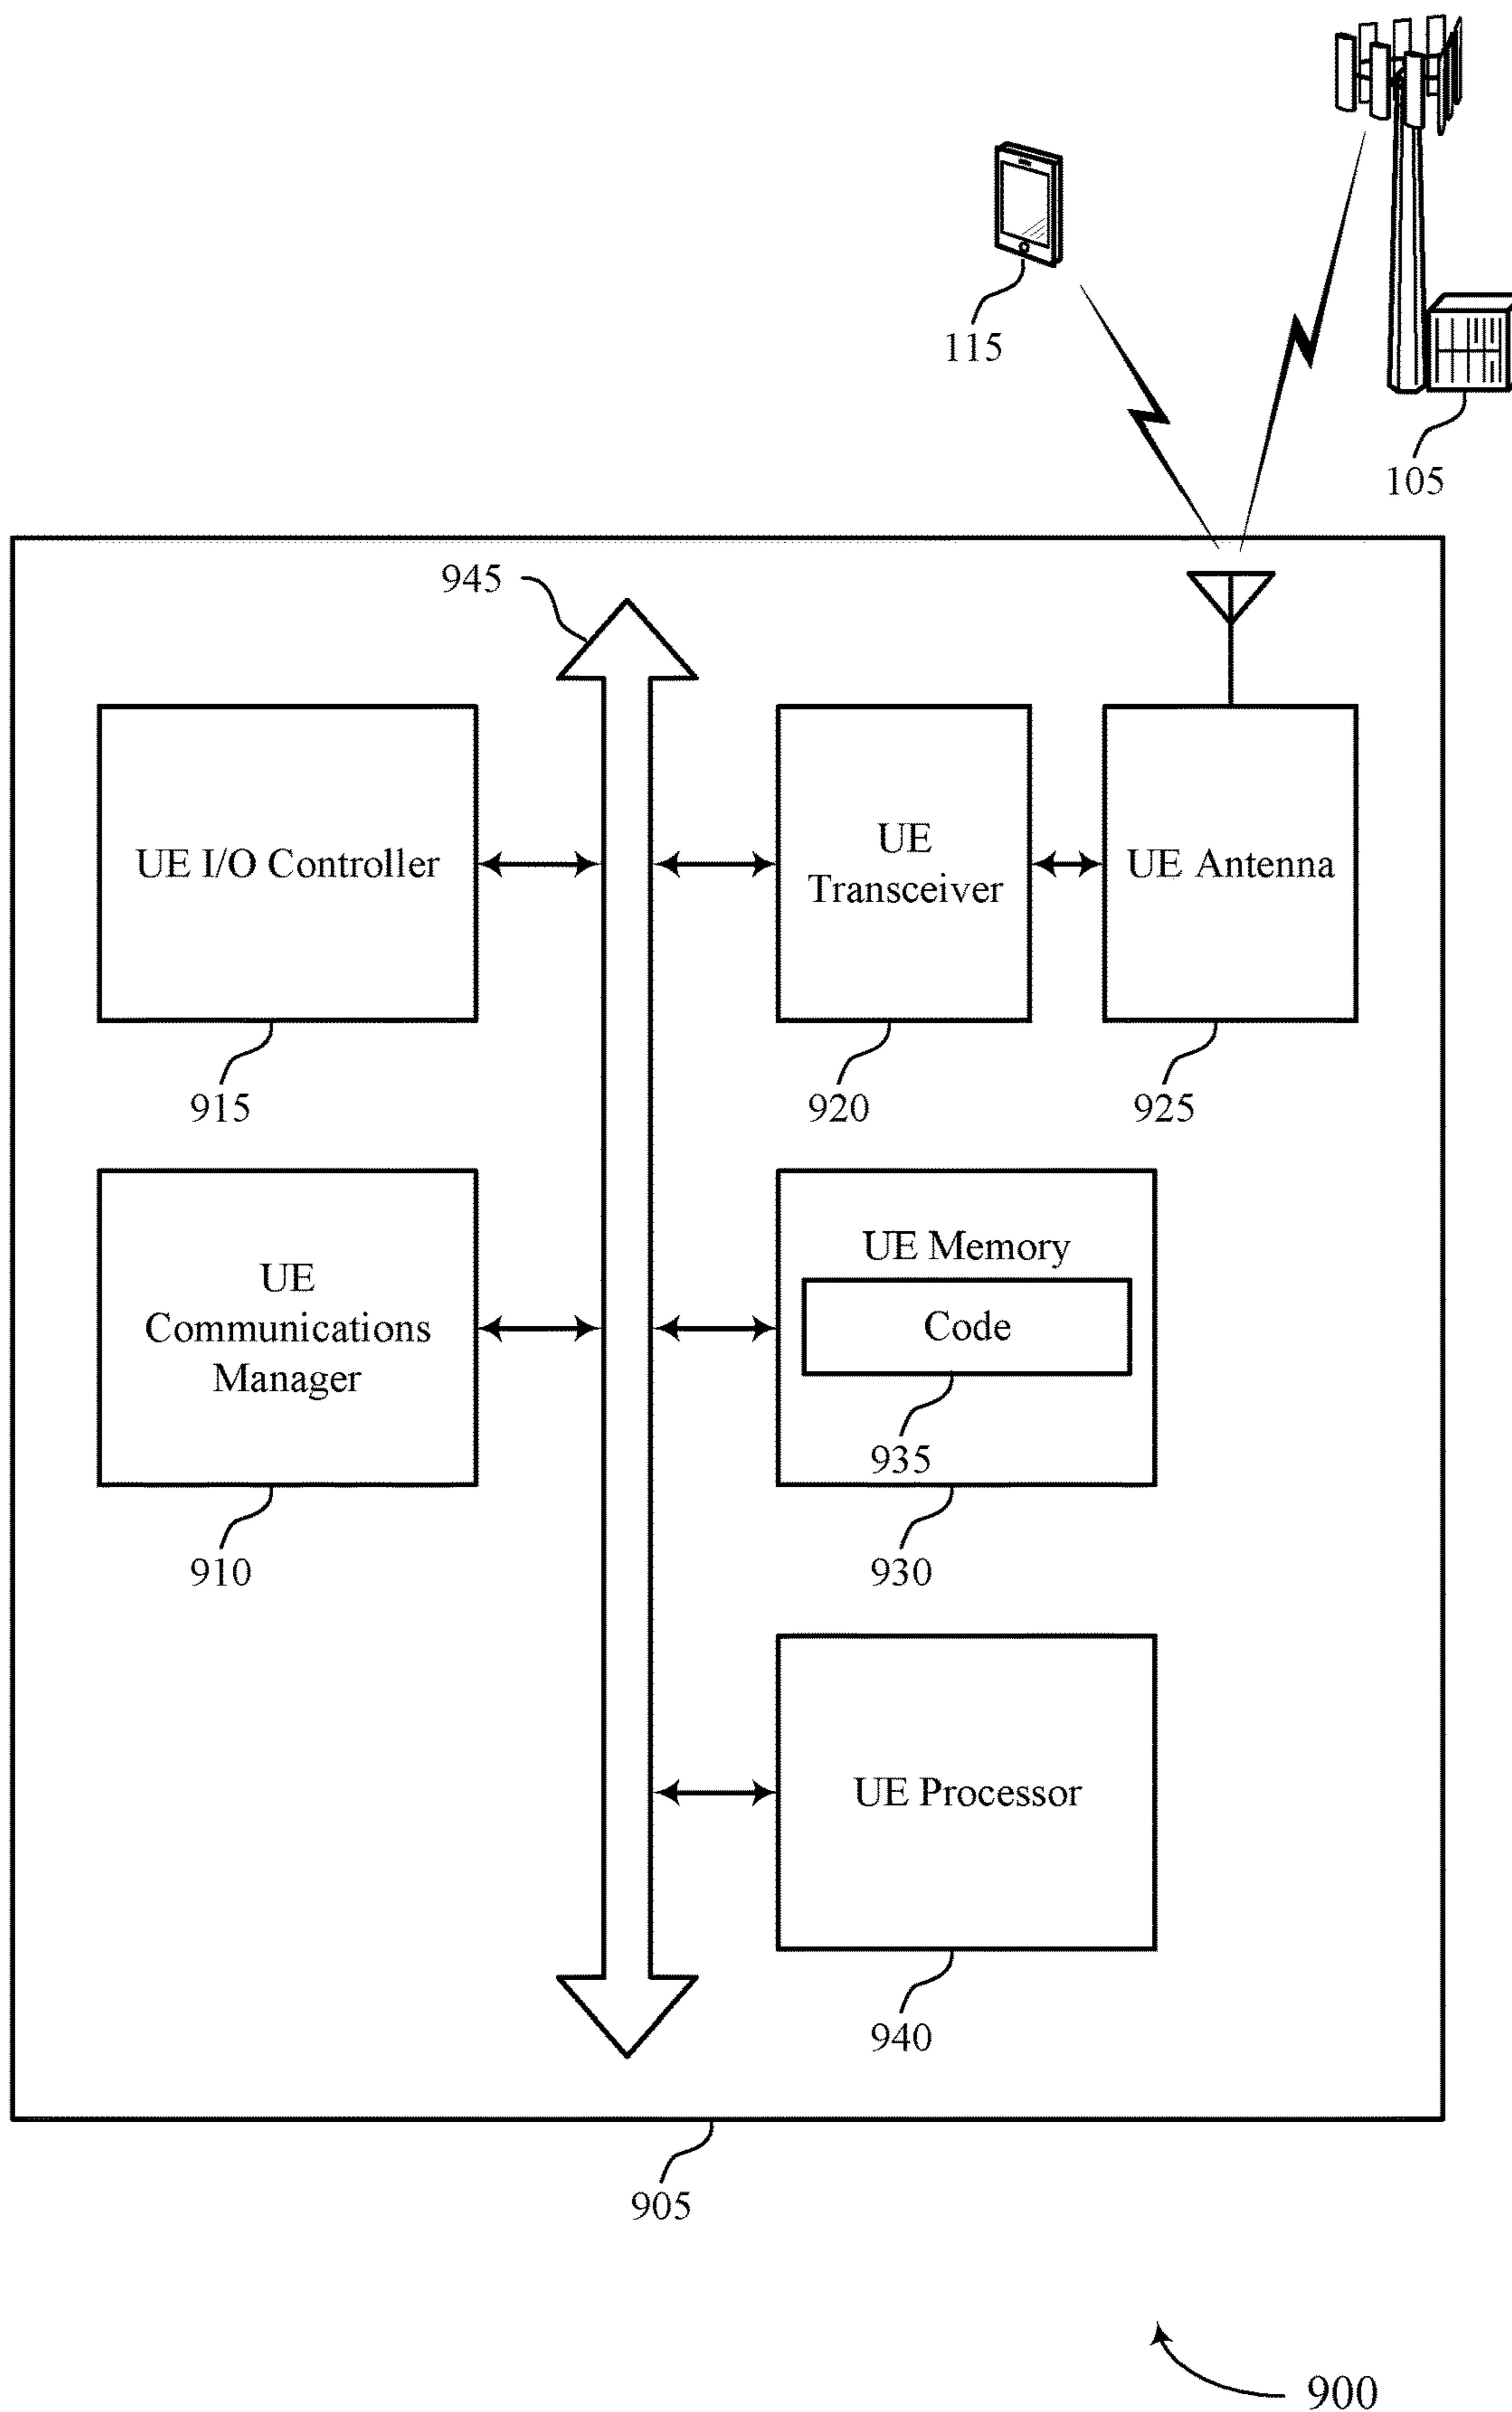 115
105
945
UE I/O Controller
UE
Transceiver
UE Antenna
915
920
925
UE
Communications
Manager
UE Memory
Code
935
910
930
UE Processor
940
905
900